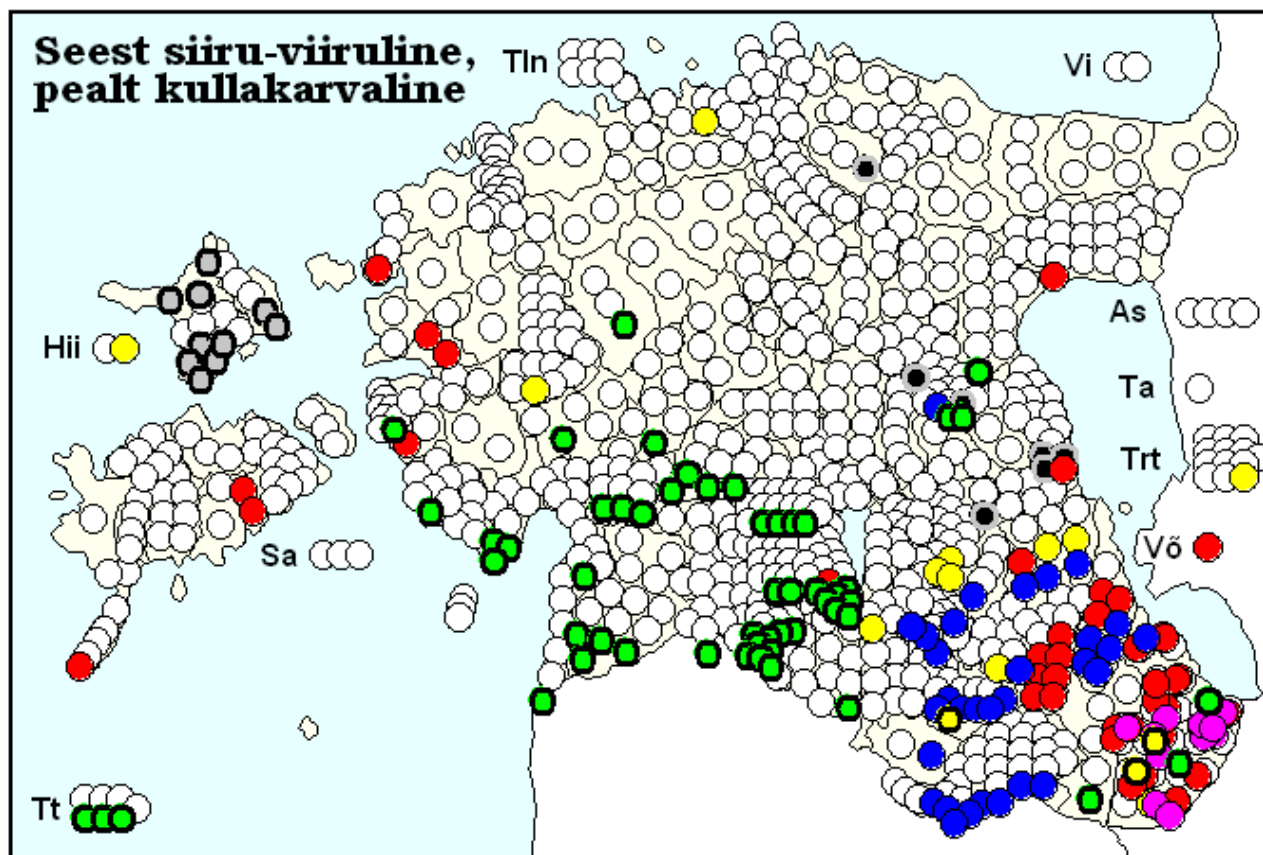 Seest siiru-viiruline,
pealt kullakarvaline
Tln
Vi
Hii
As
Ta
Trt
Sa
Võ
Tt